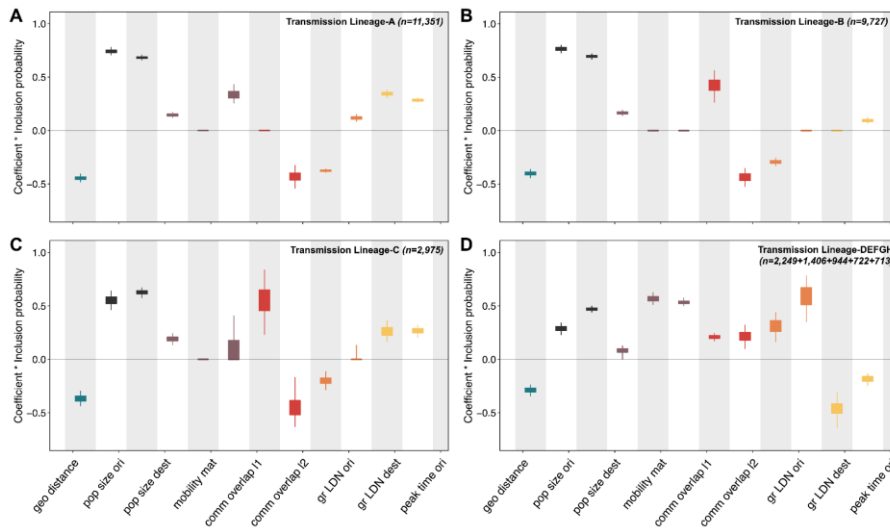 A
Transmission Lineage-A (n=11,351)
Coefficient * Inclusion probability
1.0
0.5
0.0
−0.5
B
Transmission Lineage-B (n=9,727)
Coefficient * Inclusion probability
1.0
0.5
0.0
−0.5
C
Transmission Lineage-C (n=2,975)
Coefficient * Inclusion probability
1.0
0.5
0.0
−0.5
geo distance
pop size ori
pop size dest
mobility mat
comm overlap l1
comm overlap l2
gr LDN ori
gr LDN dest
peak time ori
D
Transmission Lineage-DEFGH
(n=2,249+1,406+944+722+713
Coefficient * Inclusion probability
1.0
0.5
0.0
−0.5
geo distance
pop size ori
pop size dest
mobility mat
comm overlap l1
comm overlap l2
gr LDN ori
gr LDN dest
peak time ori